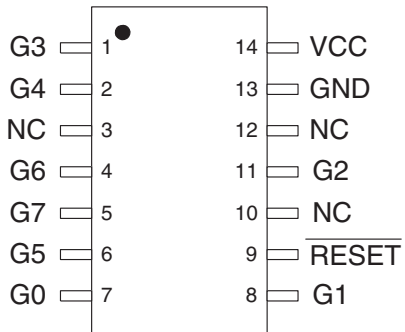 G3 1 14 VCC
G4 2 13 GND
NC 3 12 NC
G6 4 11 G2
G7 5 10 NC
G5 6 9 RESET
G0 7 8 G1